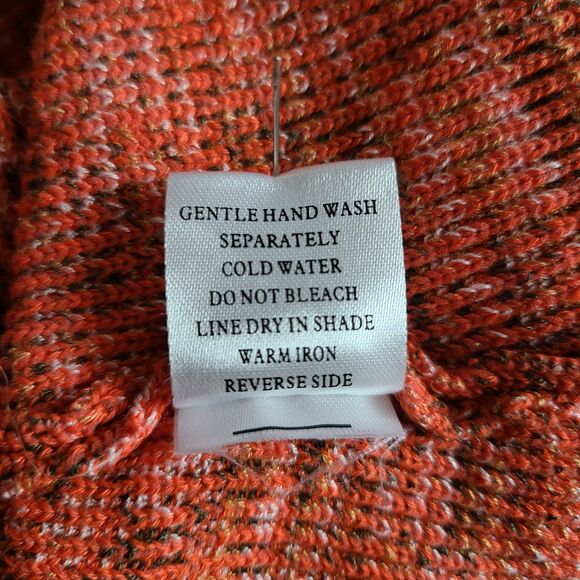 GENTLE HAND WASH
SEPARATELY
COLD WATER
DO NOT BLEACH
LINE DRY IN SHADE
WARM IRON
REVERSE SIDE